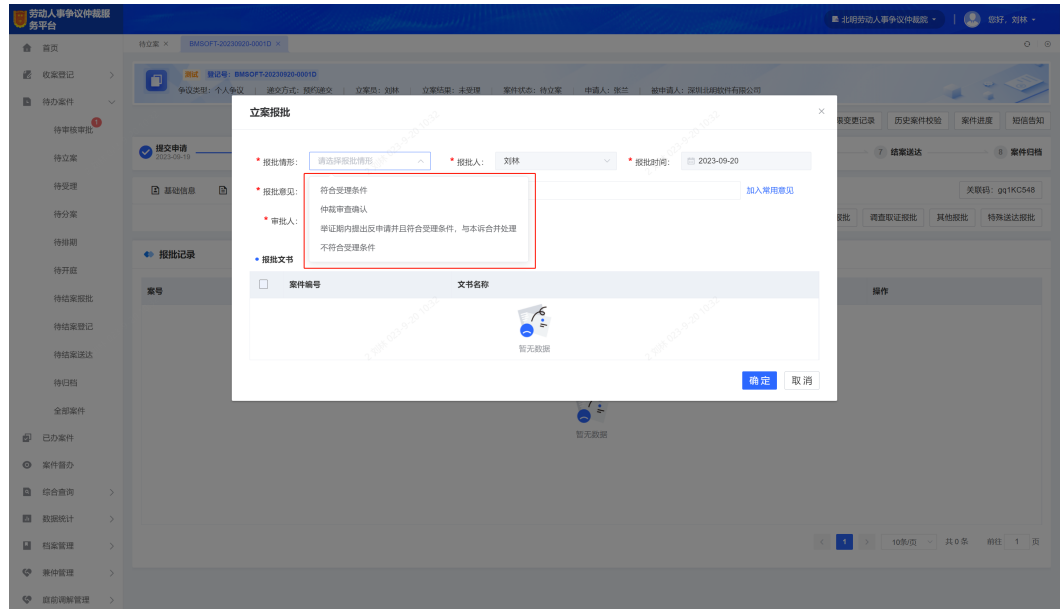 劳动人事争议仲裁服
务平台
北明劳动人事争议仲裁院
您好，刘林
首页
待立案 ×
BMSOFT-20230920-0001D ×
收案登记
测试 登记号：BMSOFT-20230920-0001D
争议类型：个人争议 递交方式：预约递交 立案员：刘林 立案结果：未受理 案件状态：待立案 申请人：张兰 被申请人：深圳北明软件有限公司
待办案件
立案报批 ×
限变更记录 历史案件校验 案件进度 短信告知
待审核审批 1
提交申请
2023-09-19
7 结案送达
8 案件归档
待立案
* 报批情形： 请选择报批情形
* 报批人： 刘林
* 报批时间： 2023-09-20
待受理
基础信息
* 报批意见：
加入常用意见
关联码：gq1KC548
符合受理条件
仲裁审查确认
待分案
* 审批人：
报批 调查取证报批 其他报批 特殊送达报批
举证期内提出反申请并且符合受理条件，与本诉合并处理
不符合受理条件
待排期
报批记录
报批文书
待开庭
案号
案件编号
文书名称
操作
待结案报批
待结案登记
暂无数据
待结案送达
待归档
确定 取消
全部案件
暂无数据
已办案件
案件督办
综合查询
数据统计
档案管理
1 10条/页 共 0 条 前往 1 页
兼仲管理
庭前调解管理